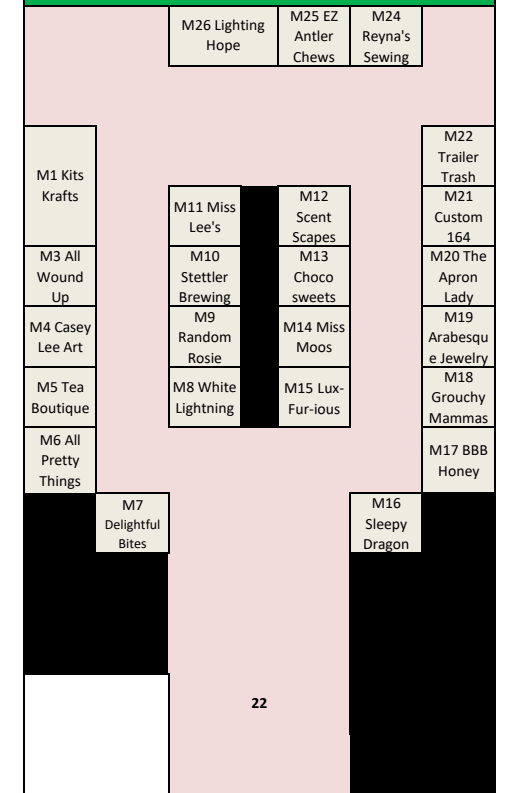 M26 Lighting
Hope
M25 EZ
Antler
Chews
M24
Reyna's
Sewing
M1 Kits
Krafts
M22
Trailer
Trash
M11 Miss
Lee's
M12
Scent
Scapes
M21
Custom
164
M3 All
Wound
Up
M10
Stettler
Brewing
M13
Choco
sweets
M20 The
Apron
Lady
M4 Casey
Lee Art
M9
Random
Rosie
M14 Miss
Moos
M19
Arabesqu
e Jewelry
M5 Tea
Boutique
M8 White
Lightning
M15 Lux-
Fur-ious
M18
Grouchy
Mammas
M6 All
Pretty
Things
M17 BBB
Honey
M7
Delightful
Bites
M16
Sleepy
Dragon
22